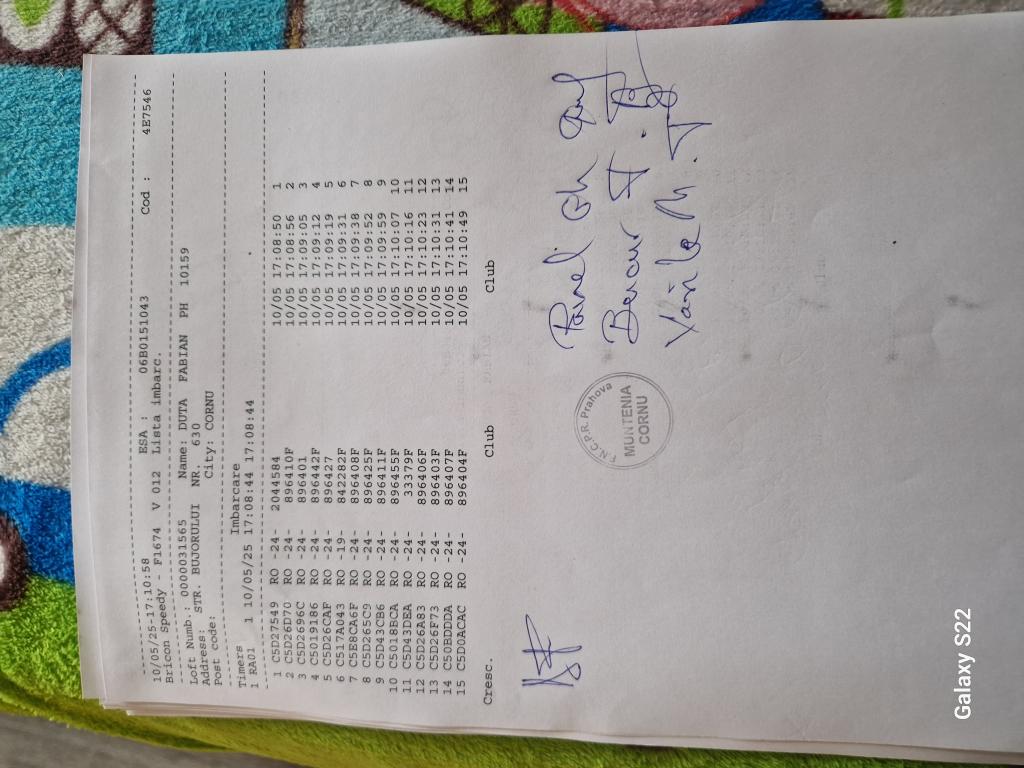 10/05/25-17:10:58 ESA : 06B0151043 Cod : 4E7546
Bricon Speedy - F1674 V 012 Lista imbarc.
Loft Numb.: 0000031565 Name: DUTA FABIAN PH 10159
Address: STR. BUJORULUI NR. 630
Post code: City: CORNU
Timers Imbarcare
1 RA01 1 10/05/25 17:08:44 17:08:44
1 C5D27549 RO -24- 2044584 10/05 17:08:50 1
2 C5D26D70 RO -24- 896410F 10/05 17:08:56 2
3 C5D2696C RO -24- 896401 10/05 17:09:05 3
4 C5019186 RO -24- 896442F 10/05 17:09:12 4
5 C5D26CAF RO -24- 896427 10/05 17:09:19 5
6 C517A043 RO -19- 842282F 10/05 17:09:31 6
7 C5E8CA6F RO -24- 896408F 10/05 17:09:38 7
8 C5D265C9 RO -24- 896425F 10/05 17:09:52 8
9 C5D43CB6 RO -24- 896411F 10/05 17:09:59 9
10 C5018BCA RO -24- 896455F 10/05 17:10:07 10
11 C5D43DEA RO -24- 33379F 10/05 17:10:16 11
12 C5D26A83 RO -24- 896406F 10/05 17:10:23 12
13 C5D26F73 RO -24- 896403F 10/05 17:10:31 13
14 C50BDDDA RO -24- 896407F 10/05 17:10:41 14
15 C5D0ACAC RO -24- 896404F 10/05 17:10:49 15
Cresc. Club Club
F.N.C.P.R. Prahova
MUNTENIA
CORNU
Galaxy S22